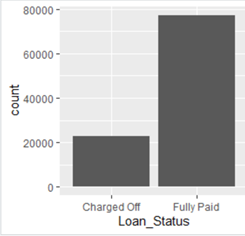 80000
60000
40000
20000
0
count
Charged Off
Fully Paid
Loan_Status